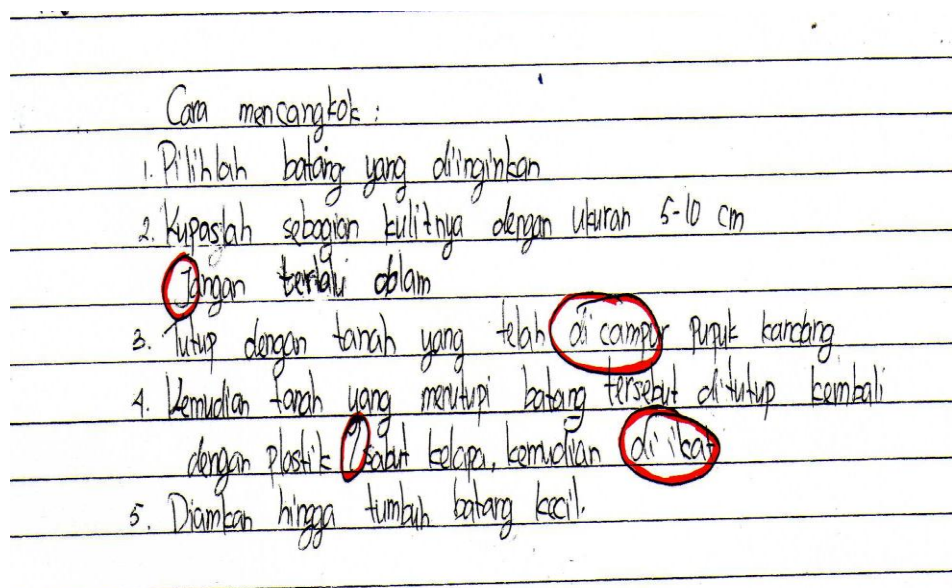 Cara mencangkok :
1. Pilihlah batang yang diinginkan
2. Kupaslah sebagian kulitnya dengan ukuran 5-10 cm
Jangan terlalu dalam
3. Tutup dengan tanah yang telah di campur pupuk kandang
4. Kemudian tanah yang menutupi batang tersebut ditutup kembali
dengan plastik ? sabut kelapa, kemudian di ikat
5. Diamkan hingga tumbuh batang kecil.